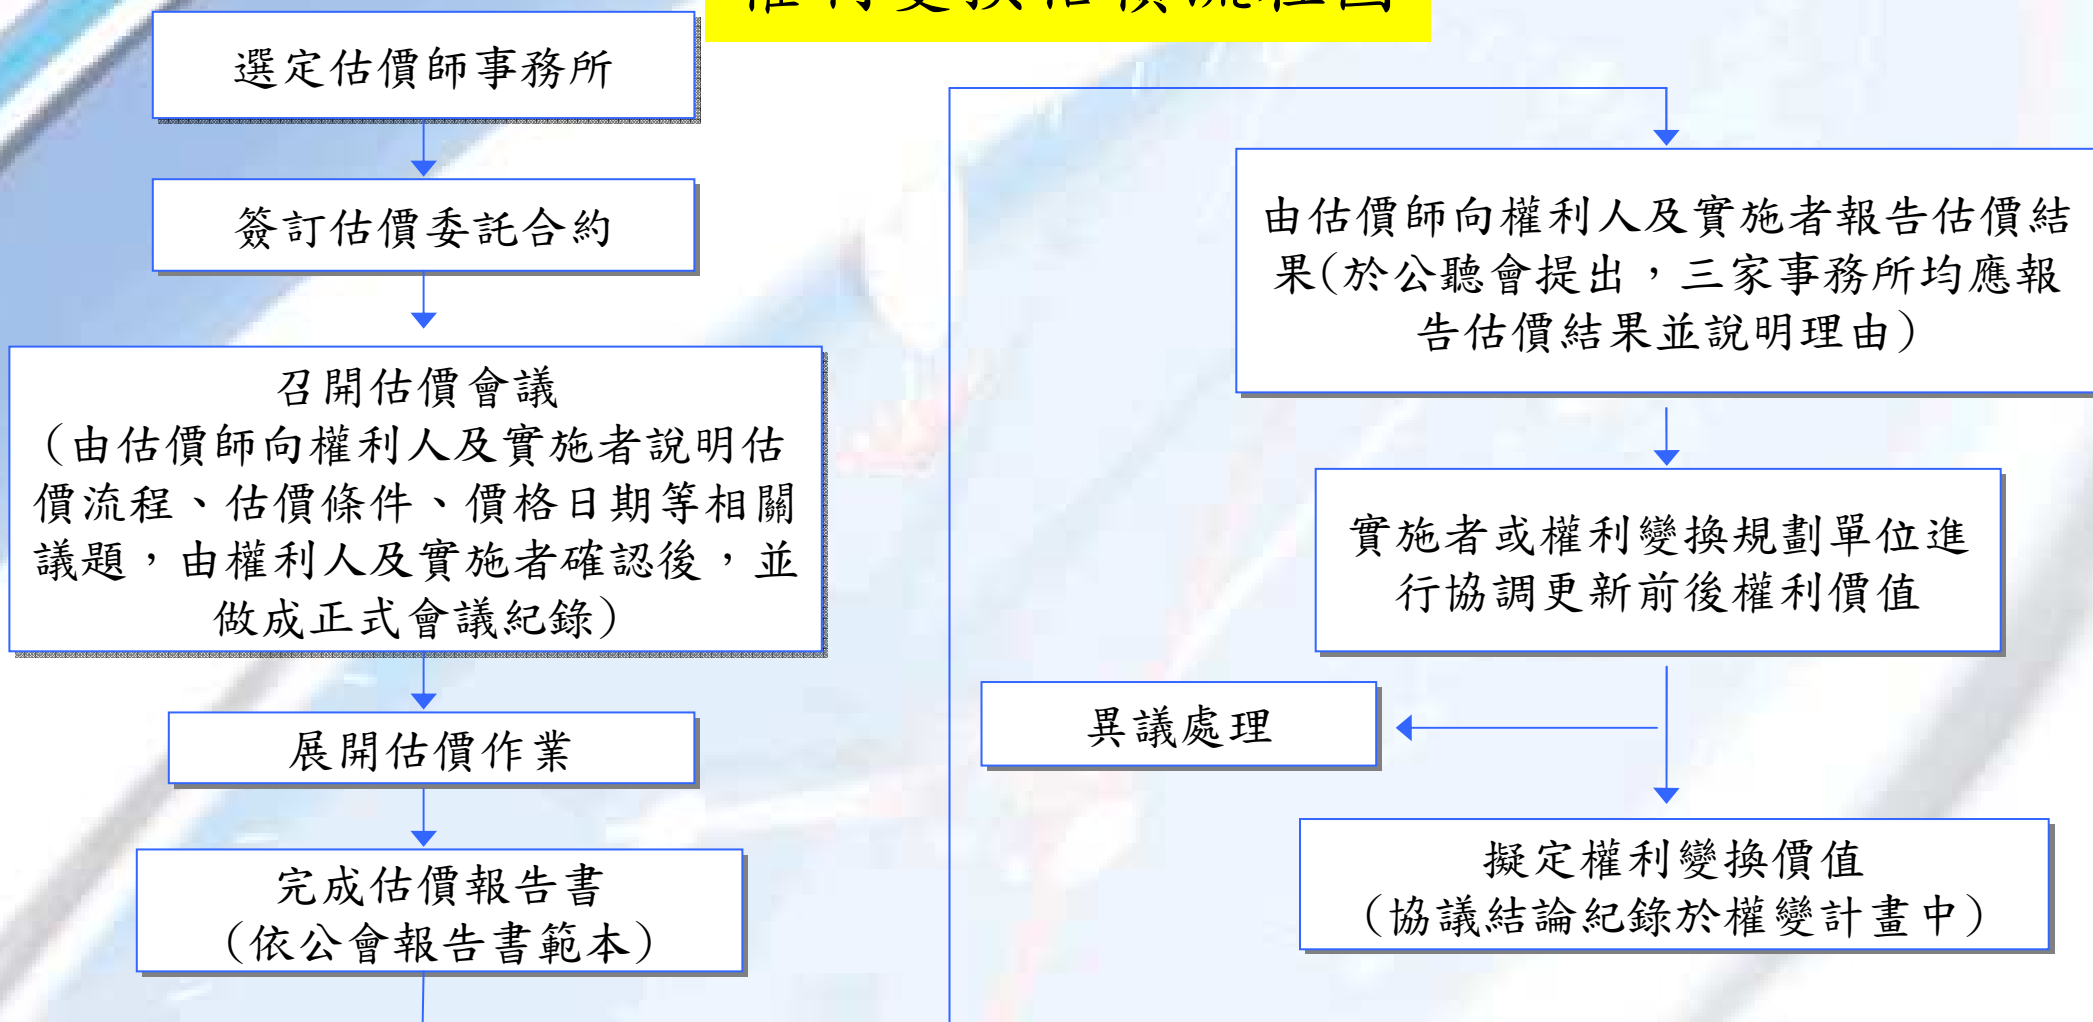 權利變換估價流程圖
選定估價師事務所
簽訂估價委託合約
召開估價會議
（由估價師向權利人及實施者說明估
價流程、估價條件、價格日期等相關
議題，由權利人及實施者確認後，並
做成正式會議紀錄）
展開估價作業
完成估價報告書
（依公會報告書範本）
由估價師向權利人及實施者報告估價結
果(於公聽會提出，三家事務所均應報
告估價結果並說明理由)
實施者或權利變換規劃單位進
行協調更新前後權利價值
異議處理
擬定權利變換價值
（協議結論紀錄於權變計畫中）